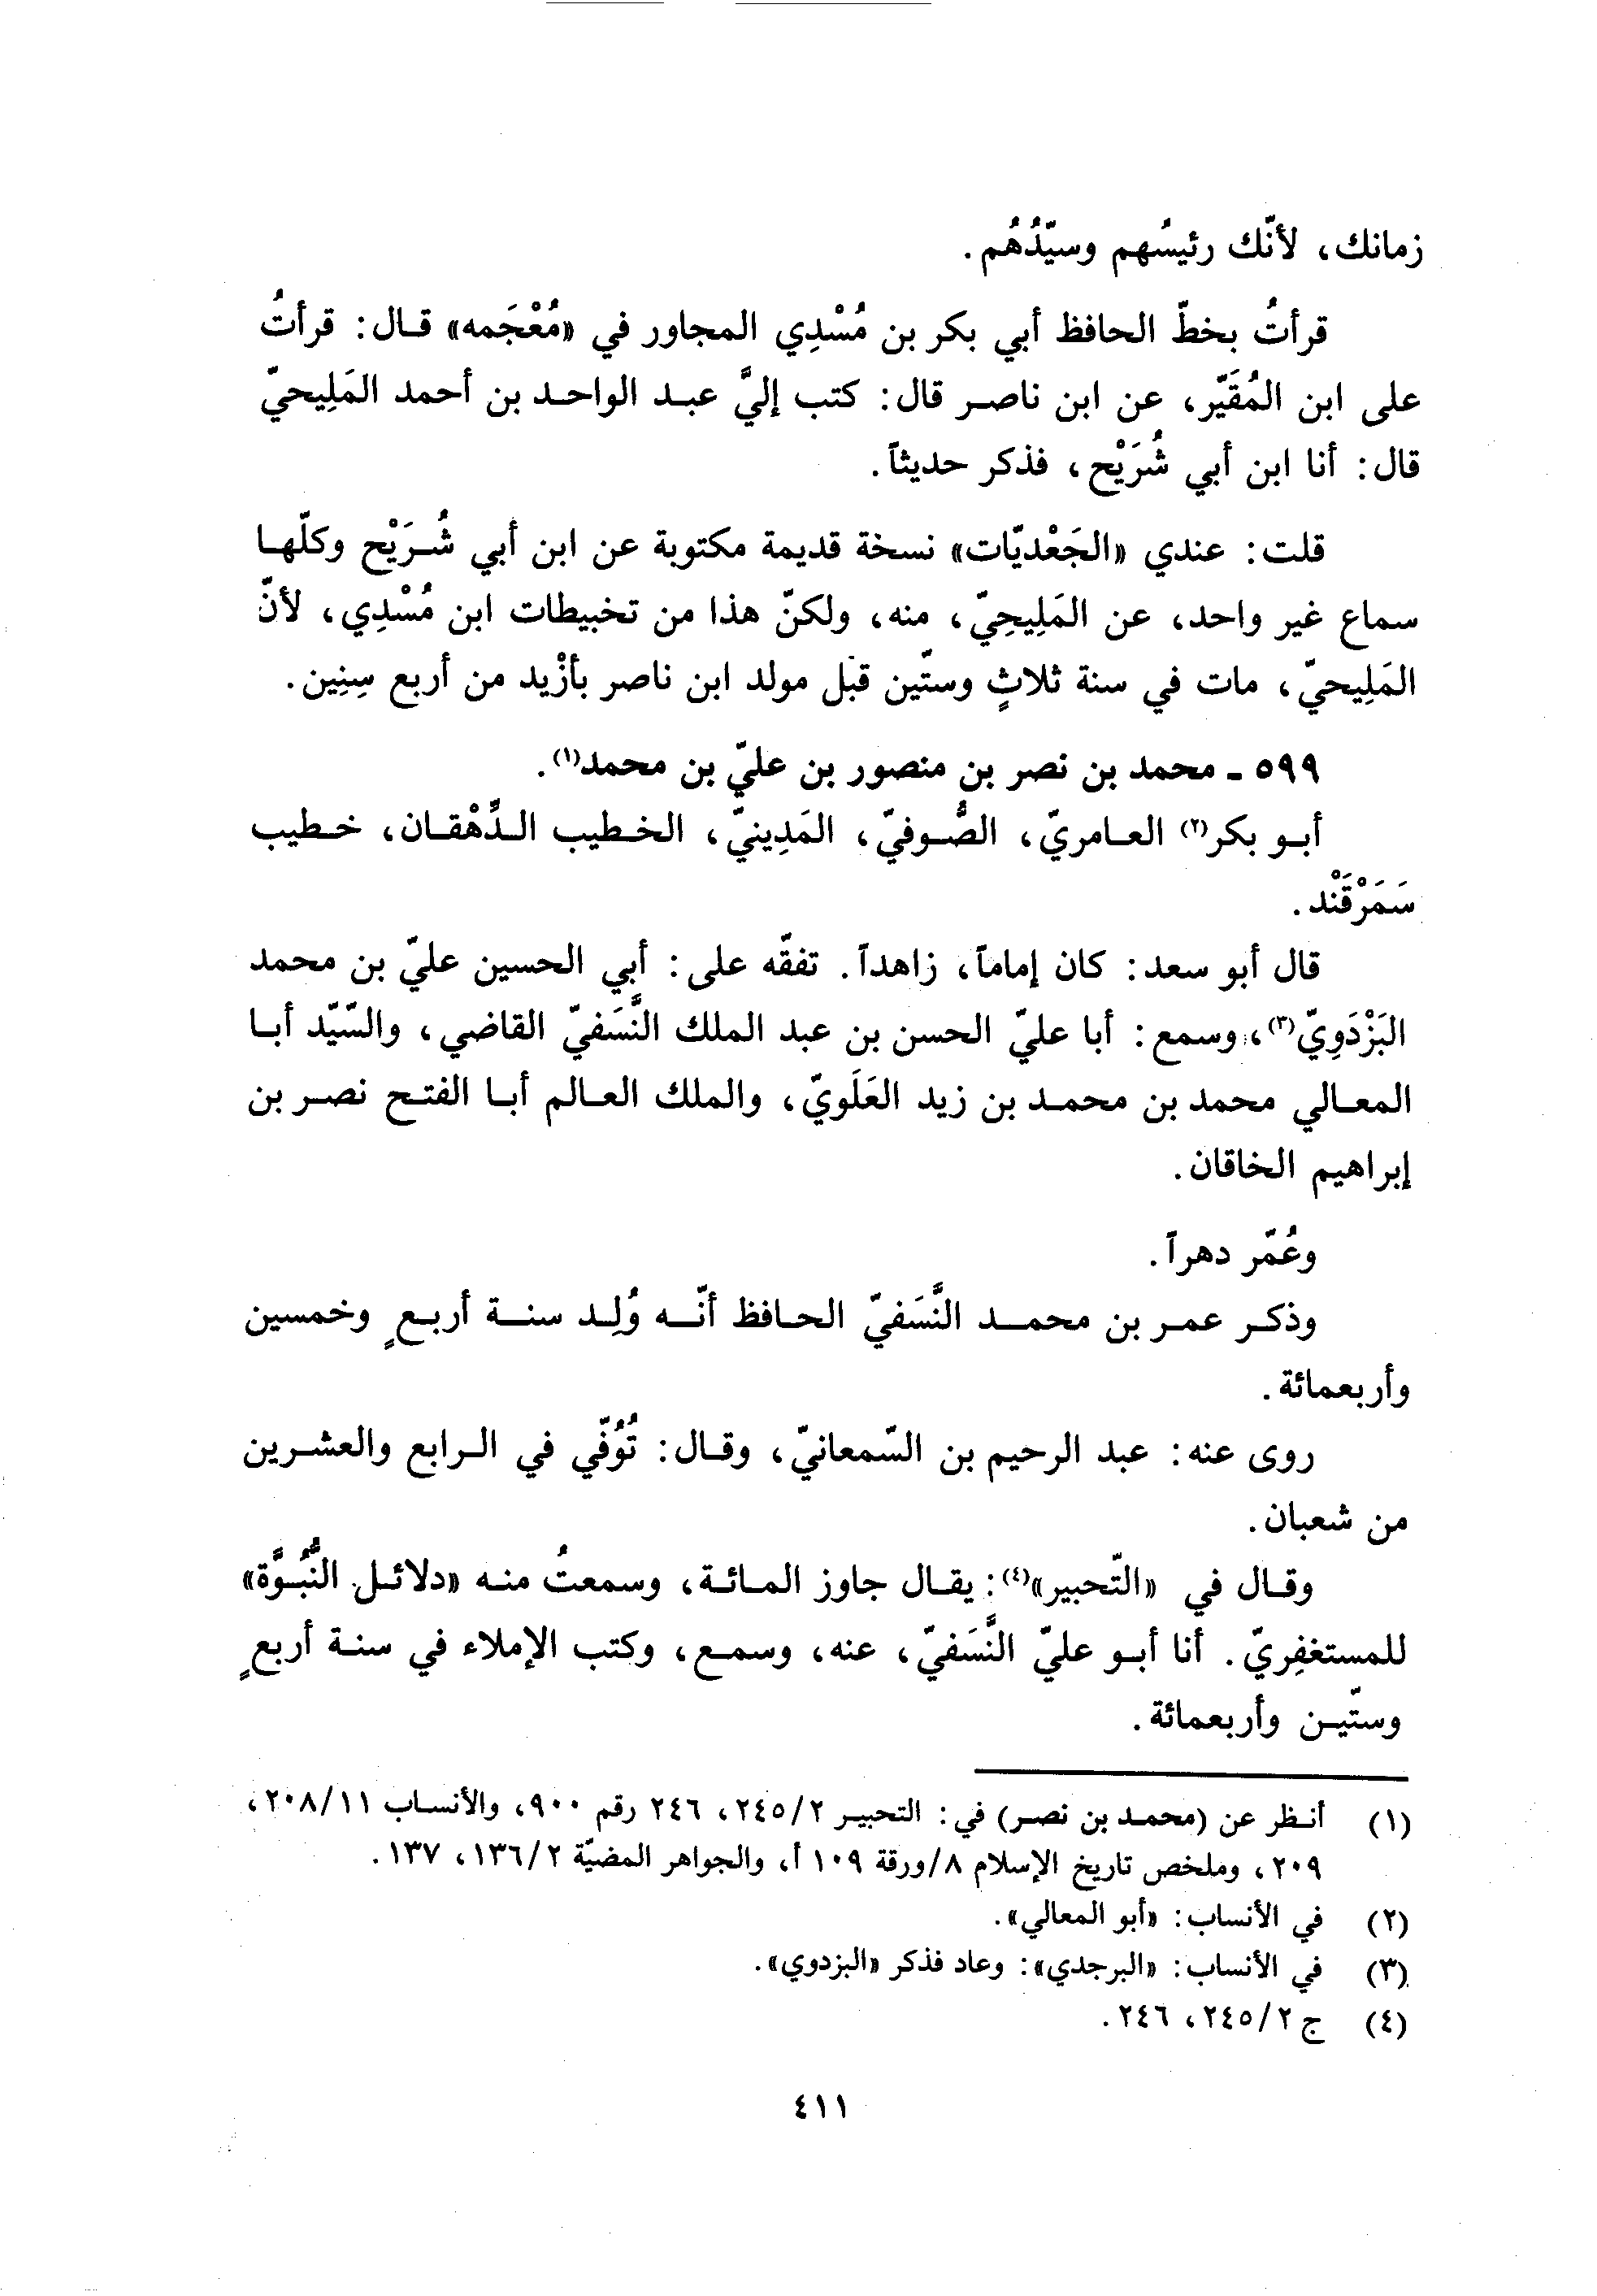 زمانك، لأنّك رئيسُهم وسيّدُهُم.
قرأتُ بخطّ الحافظ أبي بكر بن مُسْدِي المجاور في «مُعْجَمه» قال: قرأتُ
على ابن المُقَيّر، عن ابن ناصر قال: كتب إليَّ عبد الواحد بن أحمد المَلِيحيّ
قال: أنا ابن أبي شُرَيْح، فذكر حديثاً.
قلت: عندي «الجَعْديّات» نسخة قديمة مكتوبة عن ابن أبي شُرَيْح وكلّها
سماع غير واحد، عن المَلِيحِيّ، منه، ولكنّ هذا من تخبيطات ابن مُسْدِي، لأنّ
المَلِيحيّ، مات في سنة ثلاثٍ وستّين قبل مولد ابن ناصر بأزْيد من أربع سِنِين.
٥٩٩ ـ محمد بن نصر بن منصور بن عليّ بن محمد(١).
أبو بكر(٢) العامريّ، الصُّوفيّ، المَدِينيّ، الخطيب الدِّهْقان، خطيب
سَمَرْقَنْد.
قال أبو سعد: كان إماماً، زاهداً. تفقّه على: أبي الحسين عليّ بن محمد
البَزْدَوِيّ(٣)، وسمع: أبا عليّ الحسن بن عبد الملك النَّسَفيّ القاضي، والسّيّد أبا
المعالي محمد بن محمد بن زيد العَلَويّ، والملك العالم أبا الفتح نصر بن
إبراهيم الخاقان.
وعُمّر دهراً.
وذكر عمر بن محمد النَّسَفيّ الحافظ أنّه وُلِد سنة أربعٍ وخمسين
وأربعمائة.
روى عنه: عبد الرحيم بن السّمعانيّ، وقال: تُوُفّي في الرابع والعشرين
من شعبان.
وقال في «التّحبير»(٤): يقال جاوز المائة، وسمعتُ منه «دلائل النُّبُوَّة»
للمستغفِريّ. أنا أبو عليّ النَّسَفيّ، عنه، وسمع، وكتب الإملاء في سنة أربعٍ
وستّين وأربعمائة.
(١) أنظر عن (محمد بن نصر) في: التحبير ٢٤٥/٢، ٢٤٦ رقم ٩٠٠، والأنساب ٢٠٨/١١،
٢٠٩، وملخص تاريخ الإسلام ٨/ورقة ١٠٩ أ، والجواهر المضيّة ١٣٦/٢، ١٣٧.
(٢) في الأنساب: «أبو المعالي».
(٣) في الأنساب: «البرجدي»: وعاد فذكر «البزدوي».
(٤) ج ٢٤٥/٢، ٢٤٦.
٤١١